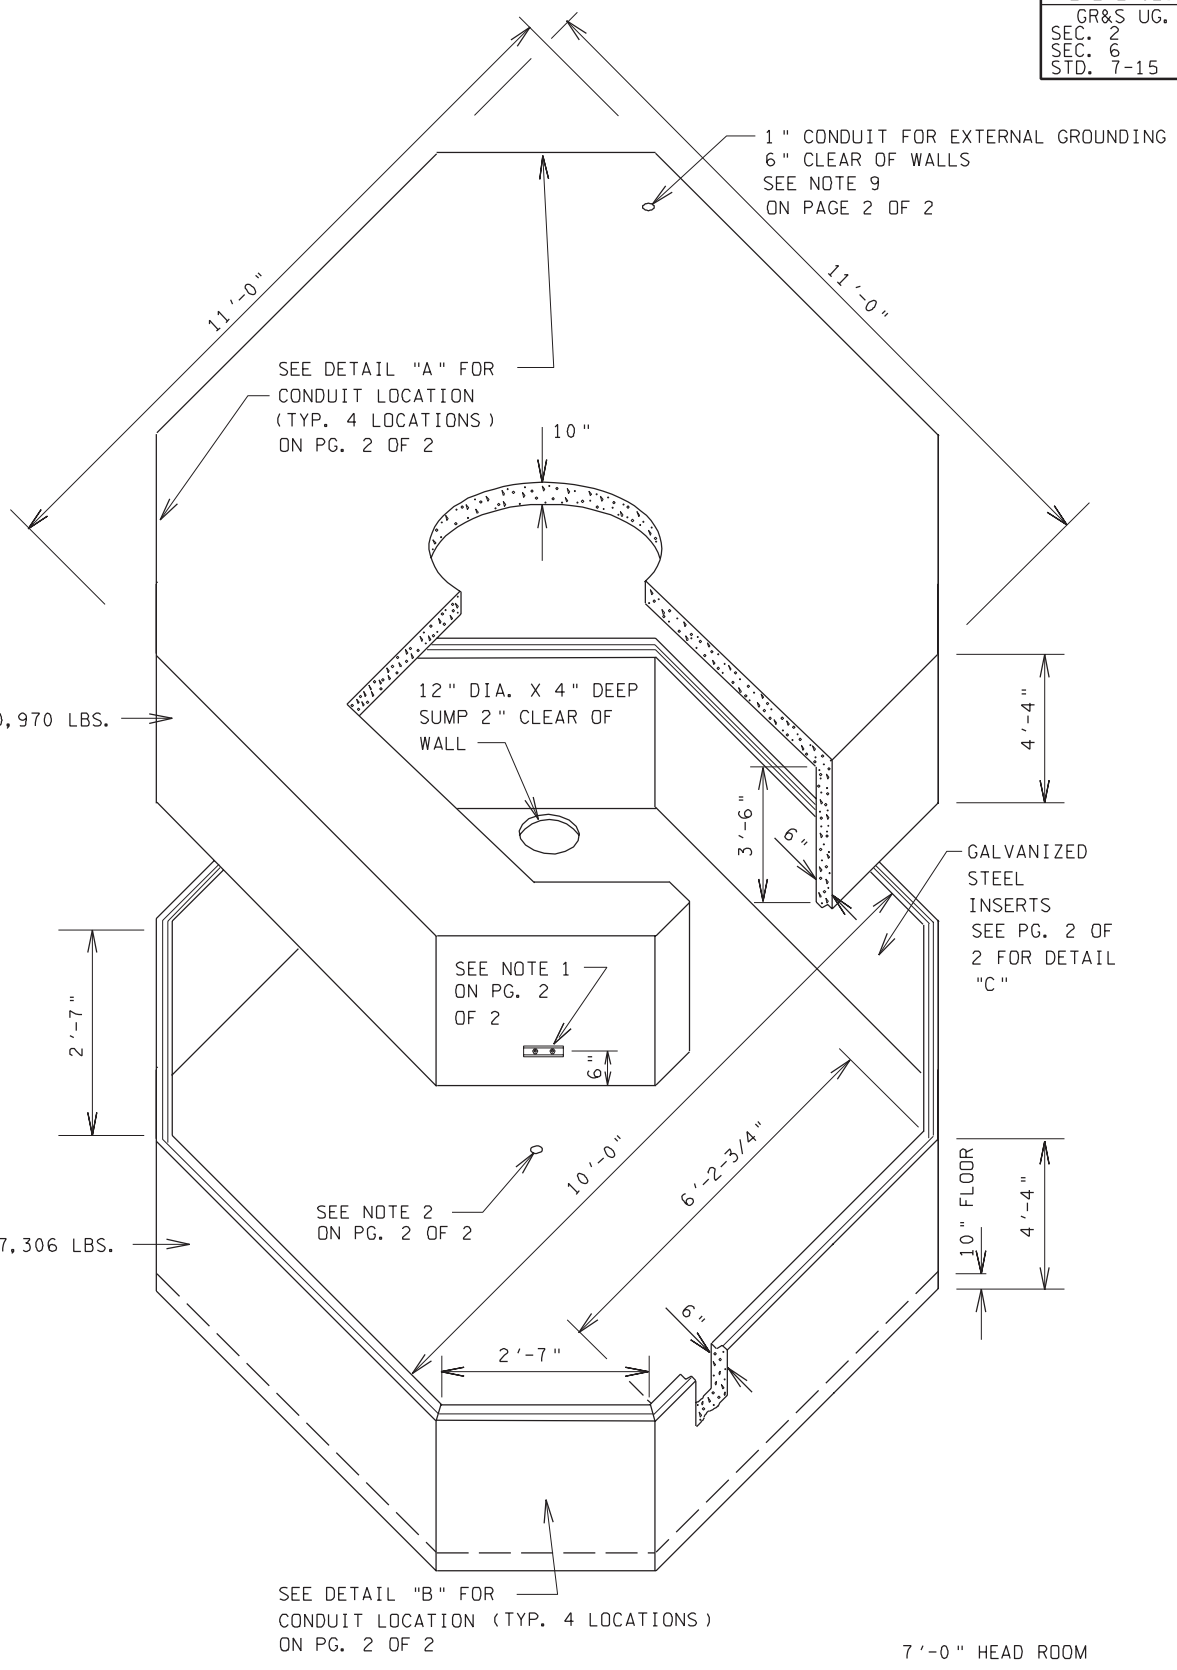 GR&S UG.
SEC. 2
SEC. 6
STD. 7-15
1" CONDUIT FOR EXTERNAL GROUNDING
6" CLEAR OF WALLS
SEE NOTE 9
ON PAGE 2 OF 2
11'-0"
11'-0"
SEE DETAIL "A" FOR
CONDUIT LOCATION
(TYP. 4 LOCATIONS)
ON PG. 2 OF 2
10"
12" DIA. X 4" DEEP
SUMP 2" CLEAR OF
WALL
,970 LBS.
4'-4"
3'-6"
6"
GALVANIZED
STEEL
INSERTS
SEE PG. 2 OF
2 FOR DETAIL
"C"
SEE NOTE 1
ON PG. 2
OF 2
2'-7"
6"
10'-0"
6'-2-3/4"
SEE NOTE 2
ON PG. 2 OF 2
10" FLOOR
4'-4"
7,306 LBS.
6"
2'-7"
SEE DETAIL "B" FOR
CONDUIT LOCATION (TYP. 4 LOCATIONS)
ON PG. 2 OF 2
7'-0" HEAD ROOM